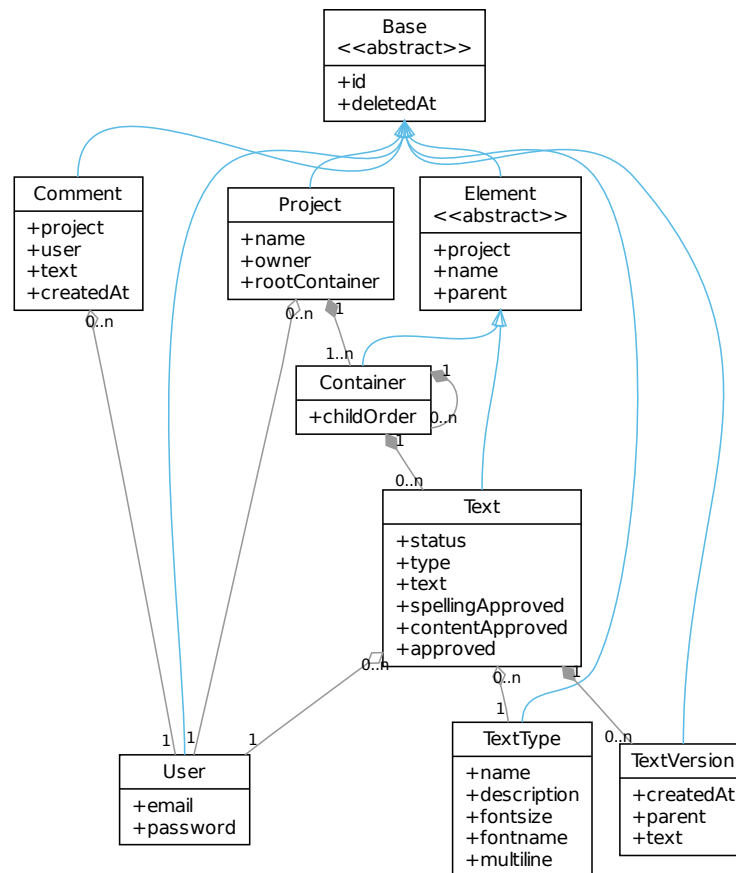 Base
<<abstract>>
+id
+deletedAt
Comment
+project
+user
+text
+createdAt
Project
+name
+owner
+rootContainer
Element
<<abstract>>
+project
+name
+parent
0..n
0..n
1
1..n
Container
+childOrder
1
0..n
1
0..n
Text
+status
+type
+text
+spellingApproved
+contentApproved
+approved
0..n
0..n
1
1
1
1
1
0..n
User
+email
+password
TextType
+name
+description
+fontsize
+fontname
+multiline
TextVersion
+createdAt
+parent
+text